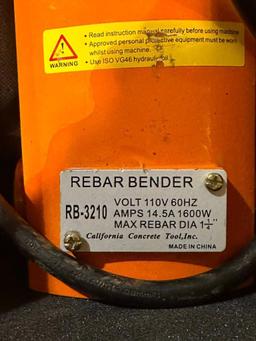 • Read instruction manual carefully before using machine
• Approved personal protective equipment must be worn
whilst using machine.
WARNING
• Use ISO VG46 hydraulic oil.
REBAR BENDER
RB-3210
VOLT 110V 60HZ
AMPS 14.5A 1600W
MAX REBAR DIA 1¼"
California Concrete Tool,Inc.
MADE IN CHINA